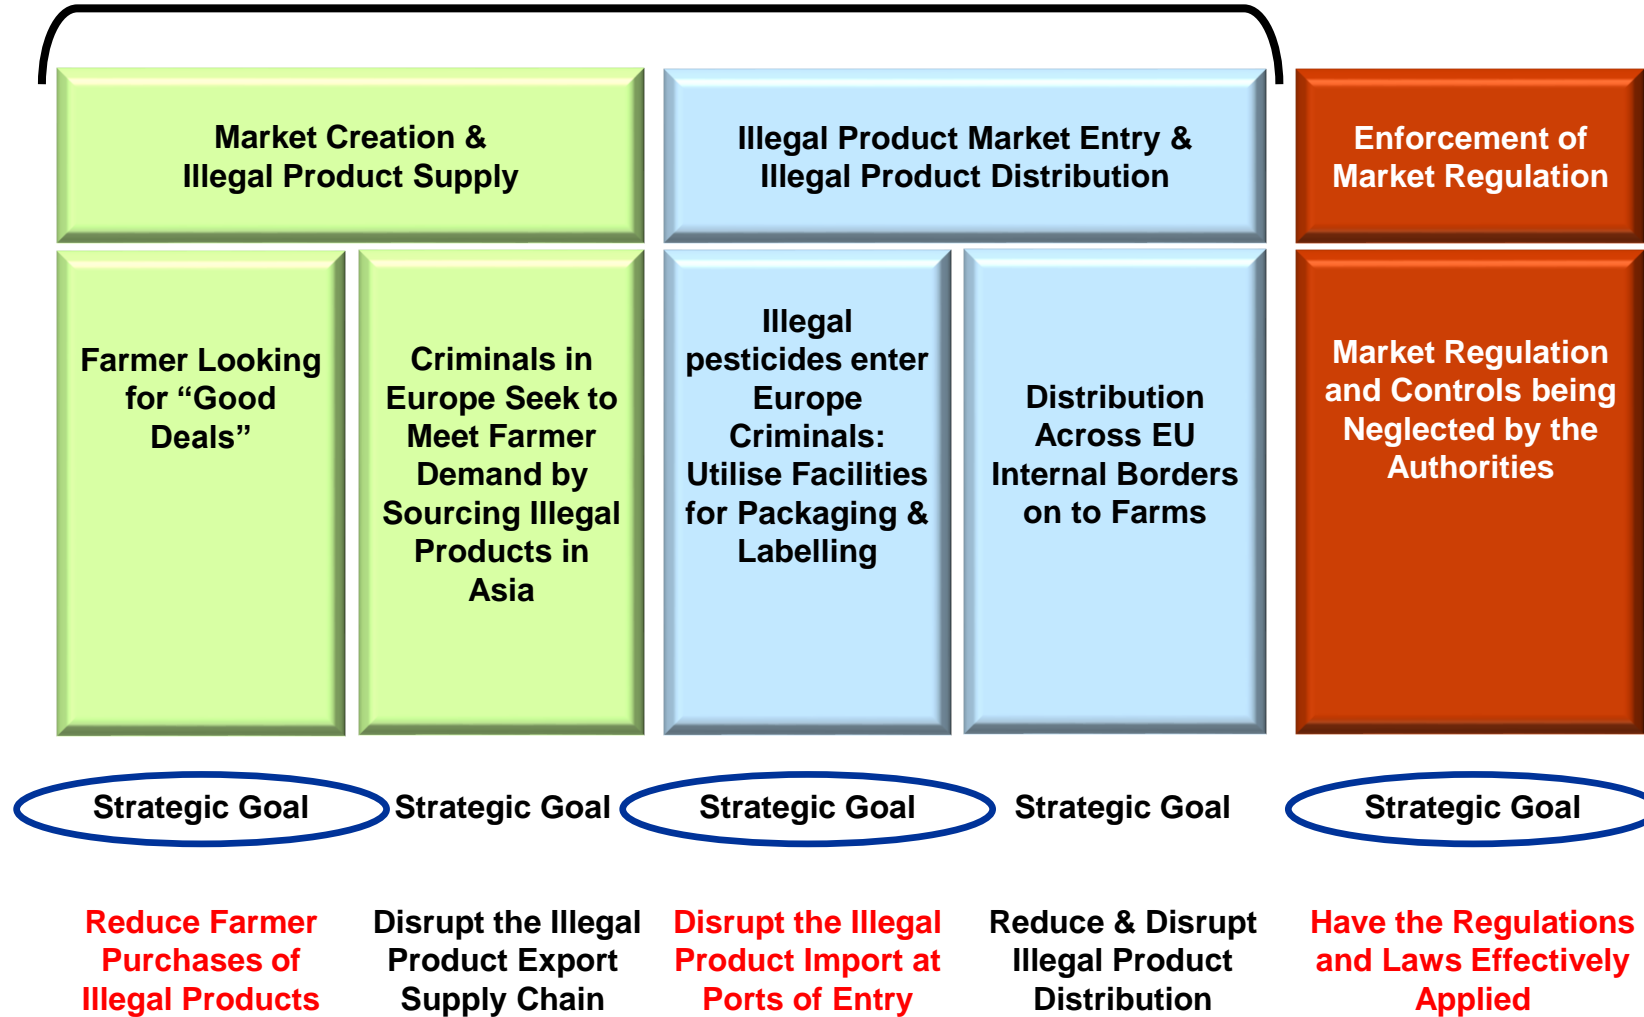 Market Creation &
Illegal Product Supply
Illegal Product Market Entry &
Illegal Product Distribution
Enforcement of
Market Regulation
Farmer Looking
for “Good
Deals”
Criminals in
Europe Seek to
Meet Farmer
Demand by
Sourcing Illegal
Products in
Asia
Illegal
pesticides enter
Europe
Criminals:
Utilise Facilities
for Packaging &
Labelling
Distribution
Across EU
Internal Borders
on to Farms
Market Regulation
and Controls being
Neglected by the
Authorities
Strategic Goal
Strategic Goal
Strategic Goal
Strategic Goal
Strategic Goal
Reduce Farmer
Purchases of
Illegal Products
Disrupt the Illegal
Product Export
Supply Chain
Disrupt the Illegal
Product Import at
Ports of Entry
Reduce & Disrupt
Illegal Product
Distribution
Have the Regulations
and Laws Effectively
Applied